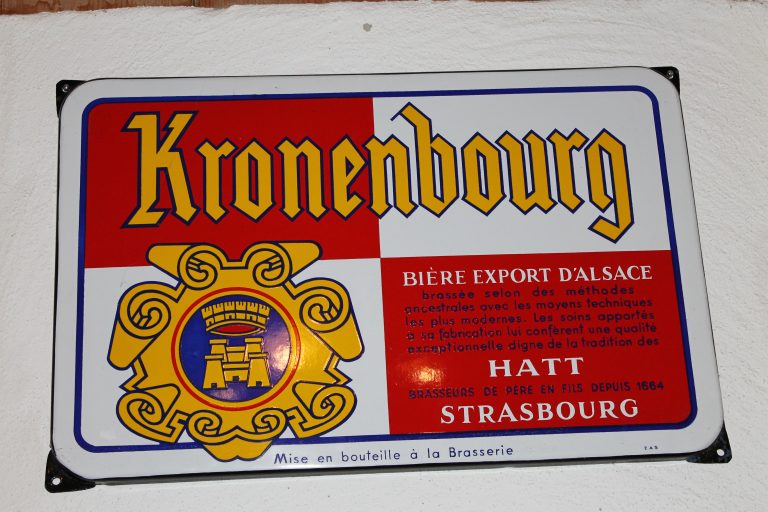 Kronenbourg
BIÈRE EXPORT D'ALSACE
brassée selon des méthodes
ancestrales avec les moyens techniques
les plus modernes. Les soins apportés
à sa fabrication lui confèrent une qualité
exceptionnelle digne de la tradition des
HATT
BRASSEURS DE PÈRE EN FILS DEPUIS 1664
STRASBOURG
Mise en bouteille à la Brasserie